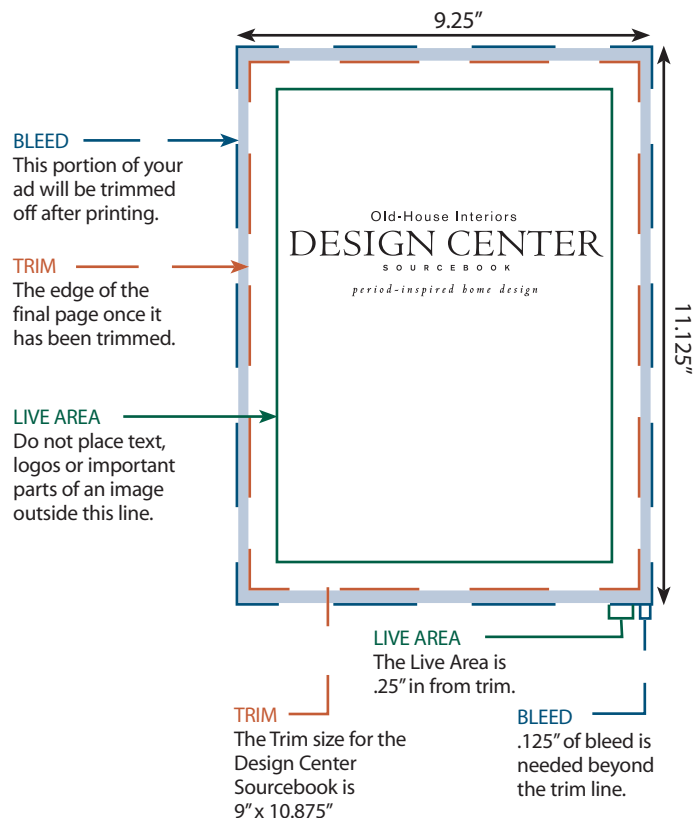 9.25”
BLEED
This portion of your
ad will be trimmed
off after printing.
TRIM
The edge of the
final page once it
has been trimmed.
LIVE AREA
Do not place text,
logos or important
parts of an image
outside this line.
Old-House Interiors
DESIGN CENTER
SOURCEBOOK
period-inspired home design
11.125”
LIVE AREA
The Live Area is
.25” in from trim.
TRIM
The Trim size for the
Design Center
Sourcebook is
9” x 10.875”
BLEED
.125” of bleed is
needed beyond
the trim line.